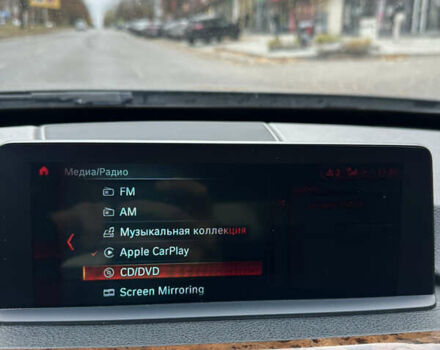 Медиа/Радио
FM
AM
Музыкальная коллекция
Apple CarPlay
CD/DVD
Screen Mirroring